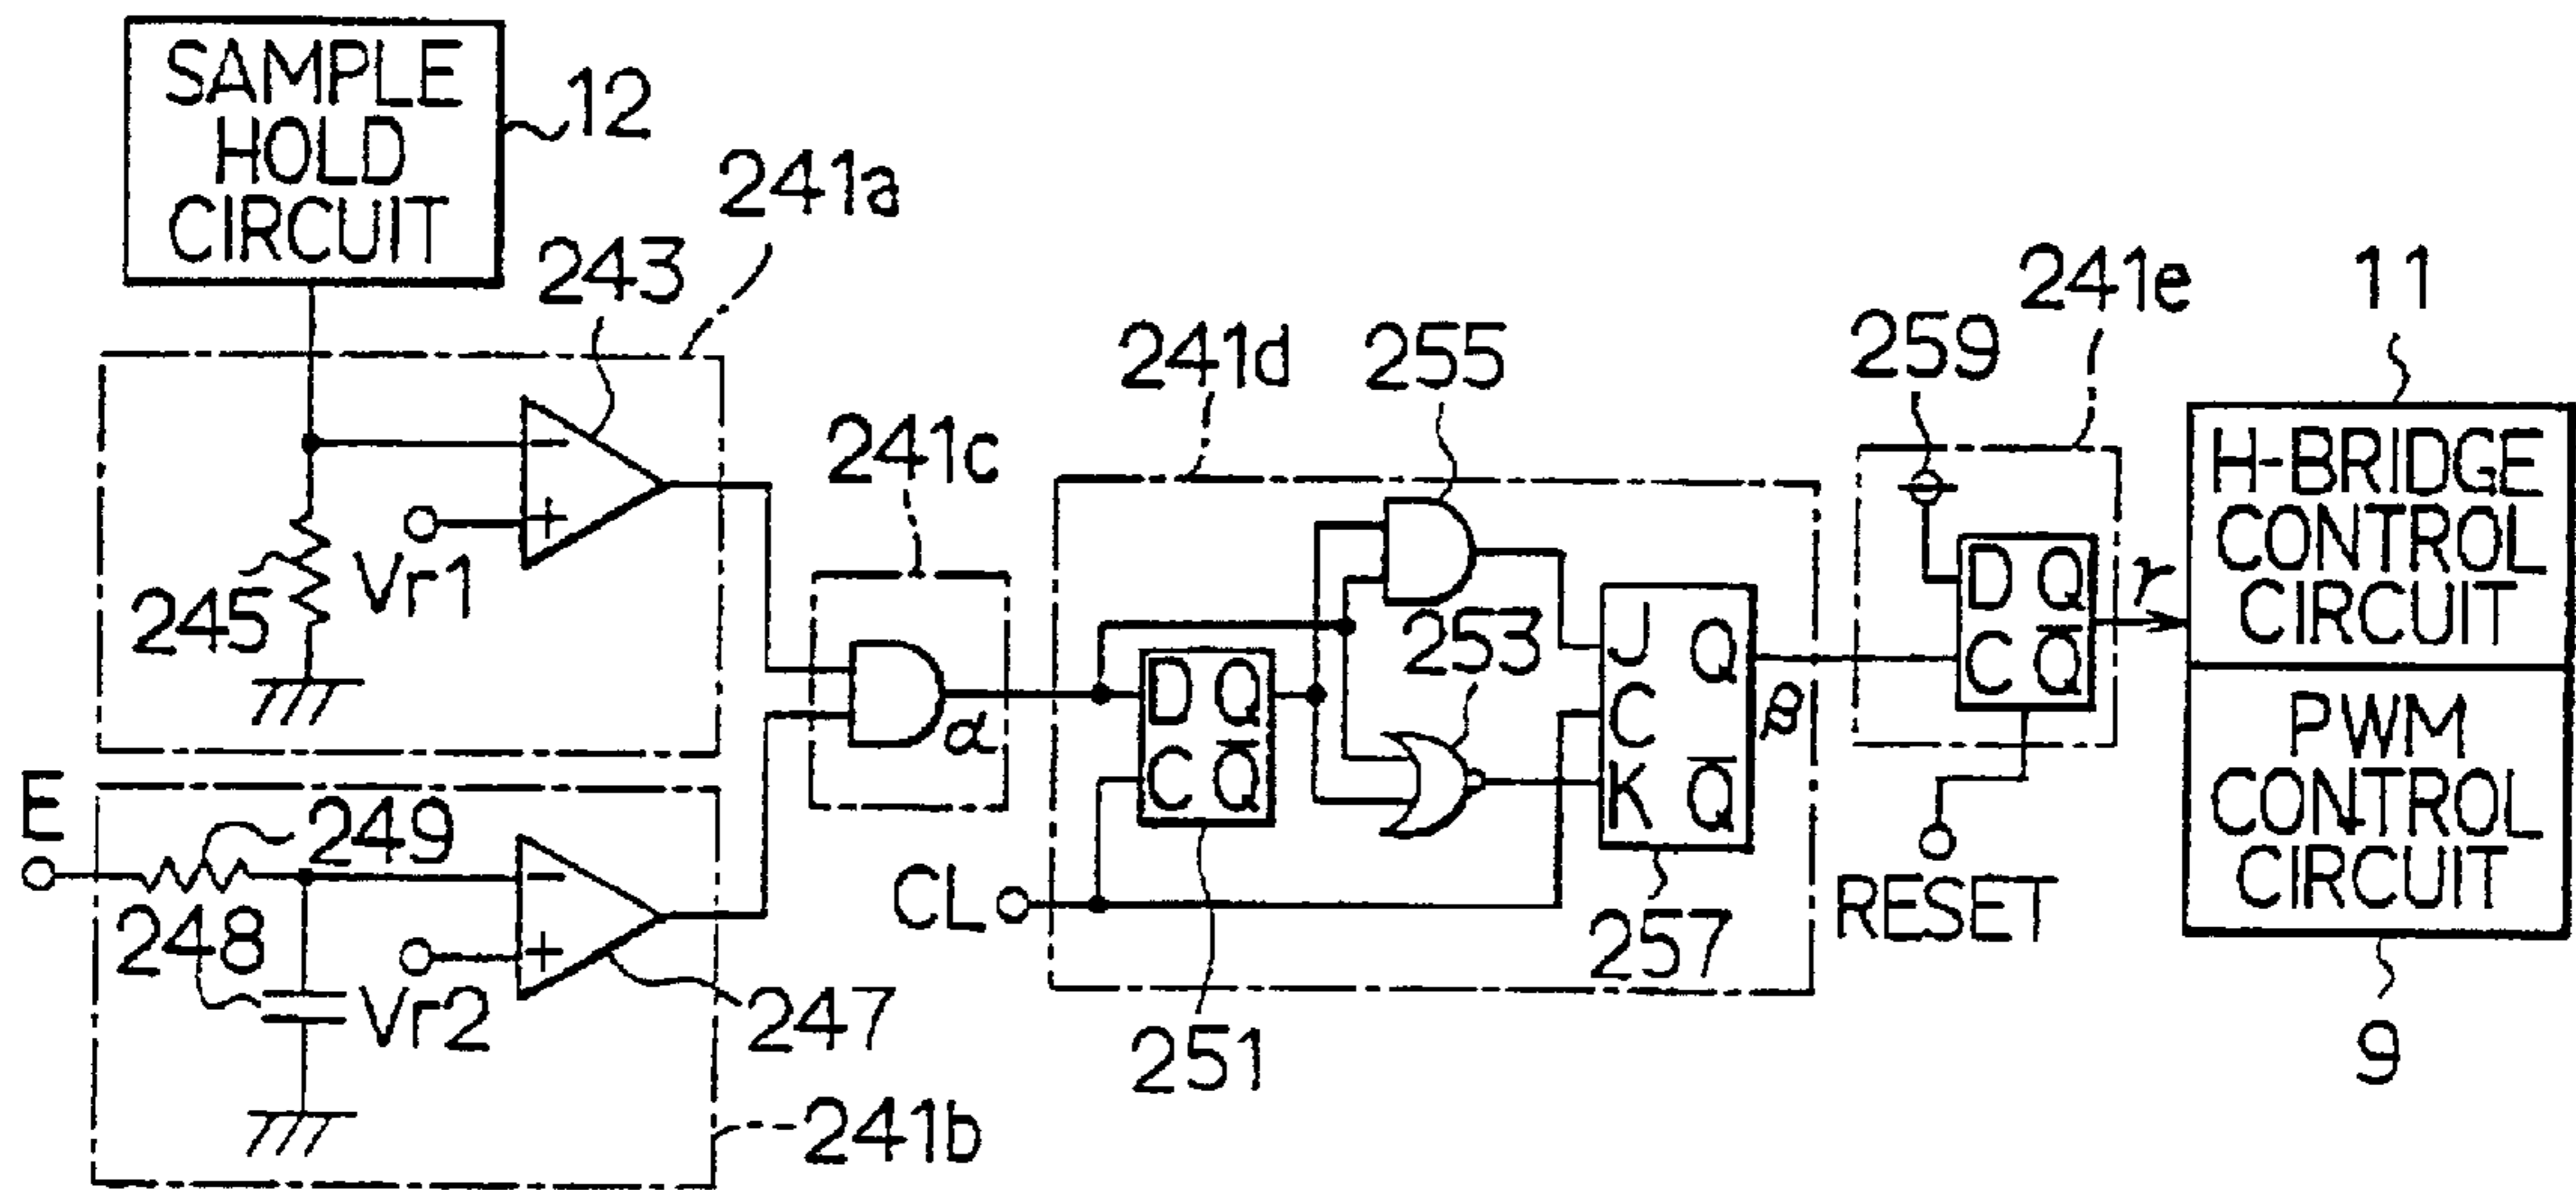 SAMPLE
HOLD
CIRCUIT
12
241a
243
245
Vr1
−
+
E
249
248
Vr2
−
+
247
241b
241c
α
241d
255
253
D Q
C Q̅
251
CL
J Q
C
K Q̅
257
β
259
241e
D Q
C Q̅
RESET
γ
11
H-BRIDGE
CONTROL
CIRCUIT
PWM
CONTROL
CIRCUIT
9